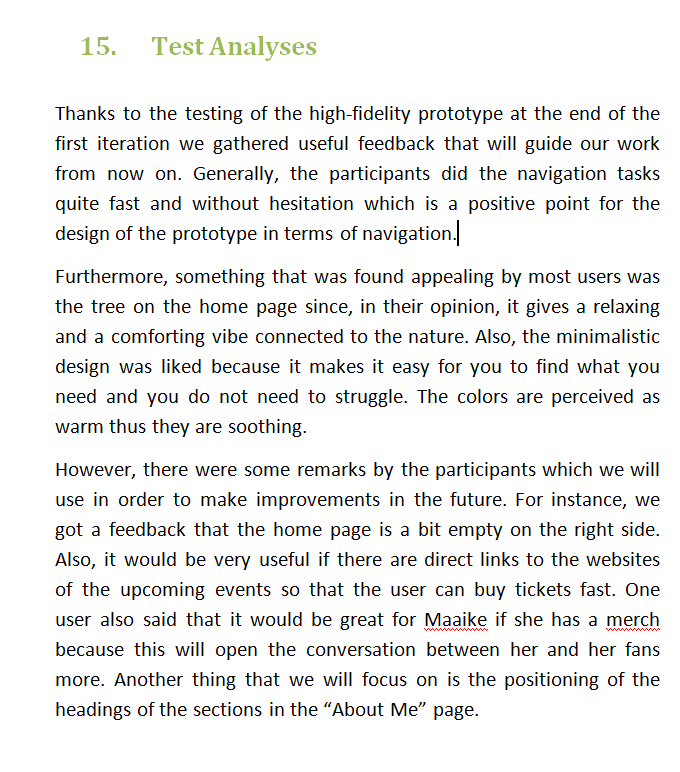 15. Test Analyses
Thanks to the testing of the high-fidelity prototype at the end of the
first iteration we gathered useful feedback that will guide our work
from now on. Generally, the participants did the navigation tasks
quite fast and without hesitation which is a positive point for the
design of the prototype in terms of navigation.
Furthermore, something that was found appealing by most users was
the tree on the home page since, in their opinion, it gives a relaxing
and a comforting vibe connected to the nature. Also, the minimalistic
design was liked because it makes it easy for you to find what you
need and you do not need to struggle. The colors are perceived as
warm thus they are soothing.
However, there were some remarks by the participants which we will
use in order to make improvements in the future. For instance, we
got a feedback that the home page is a bit empty on the right side.
Also, it would be very useful if there are direct links to the websites
of the upcoming events so that the user can buy tickets fast. One
user also said that it would be great for Maaike if she has a merch
because this will open the conversation between her and her fans
more. Another thing that we will focus on is the positioning of the
headings of the sections in the “About Me” page.